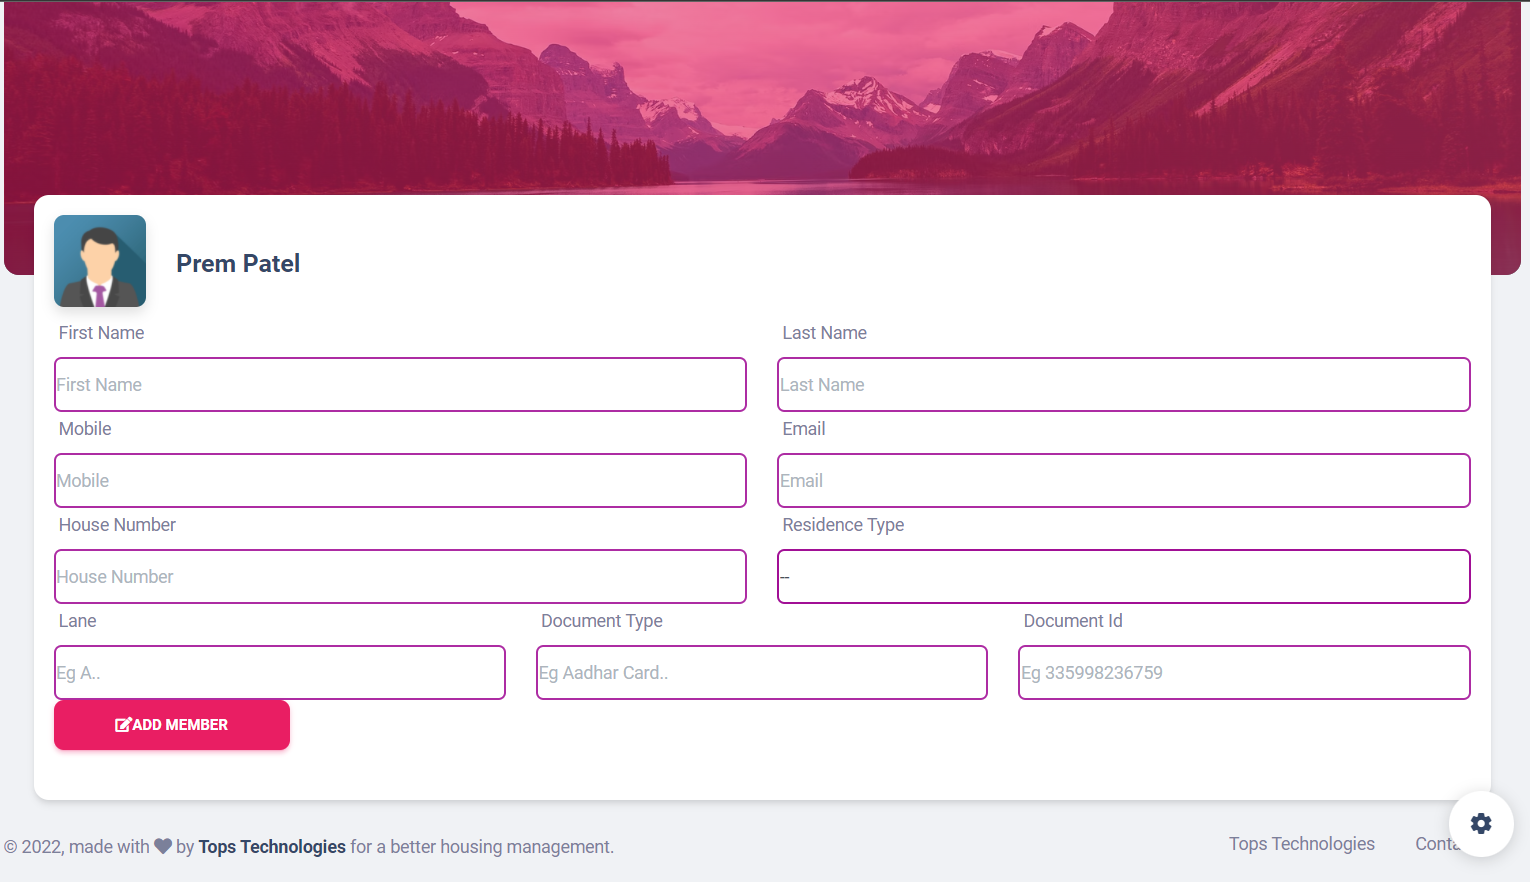 Prem Patel
First Name
Last Name
First Name
Last Name
Mobile
Email
Mobile
Email
House Number
Residence Type
House Number
--
Lane
Document Type
Document Id
Eg A..
Eg Aadhar Card..
Eg 335998236759
ADD MEMBER
© 2022, made with by Tops Technologies for a better housing management.
Tops Technologies